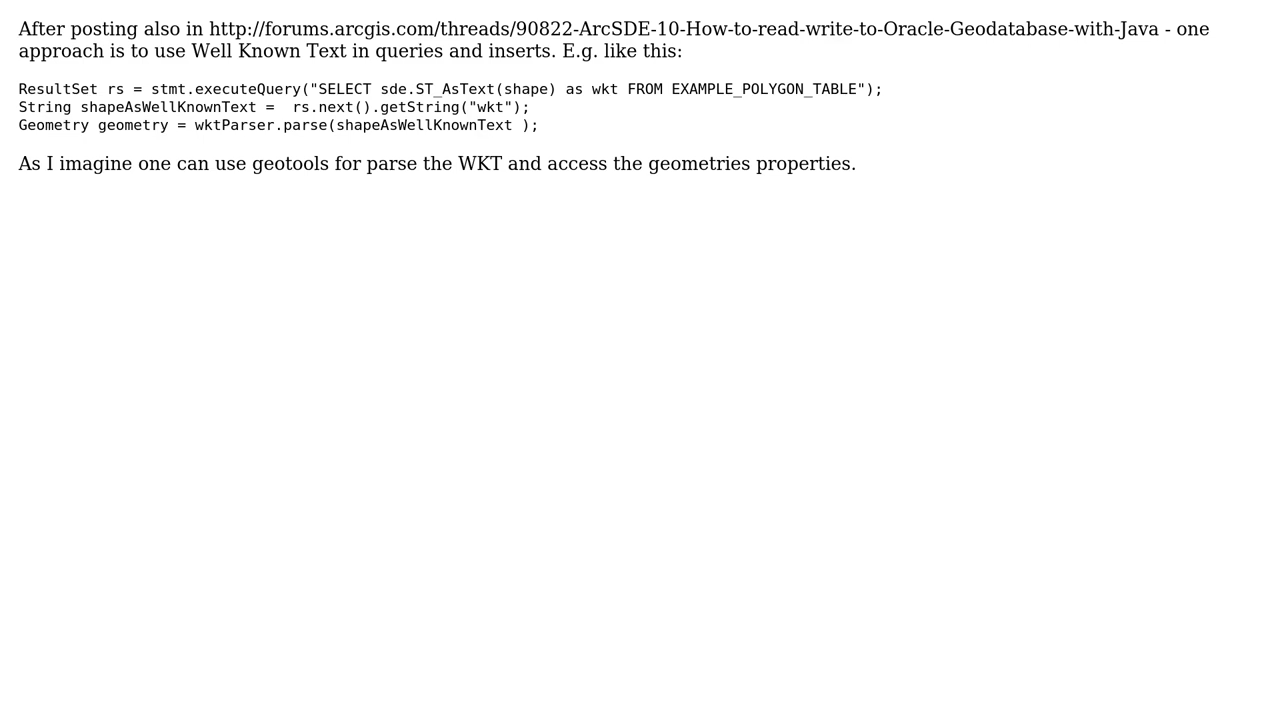 After posting also in http://forums.arcgis.com/threads/90822-ArcSDE-10-How-to-read-write-to-Oracle-Geodatabase-with-Java - one
approach is to use Well Known Text in queries and inserts. E.g. like this:
ResultSet rs = stmt.executeQuery("SELECT sde.ST_AsText(shape) as wkt FROM EXAMPLE_POLYGON_TABLE");
String shapeAsWellKnownText =  rs.next().getString("wkt");
Geometry geometry = wktParser.parse(shapeAsWellKnownText );
As I imagine one can use geotools for parse the WKT and access the geometries properties.